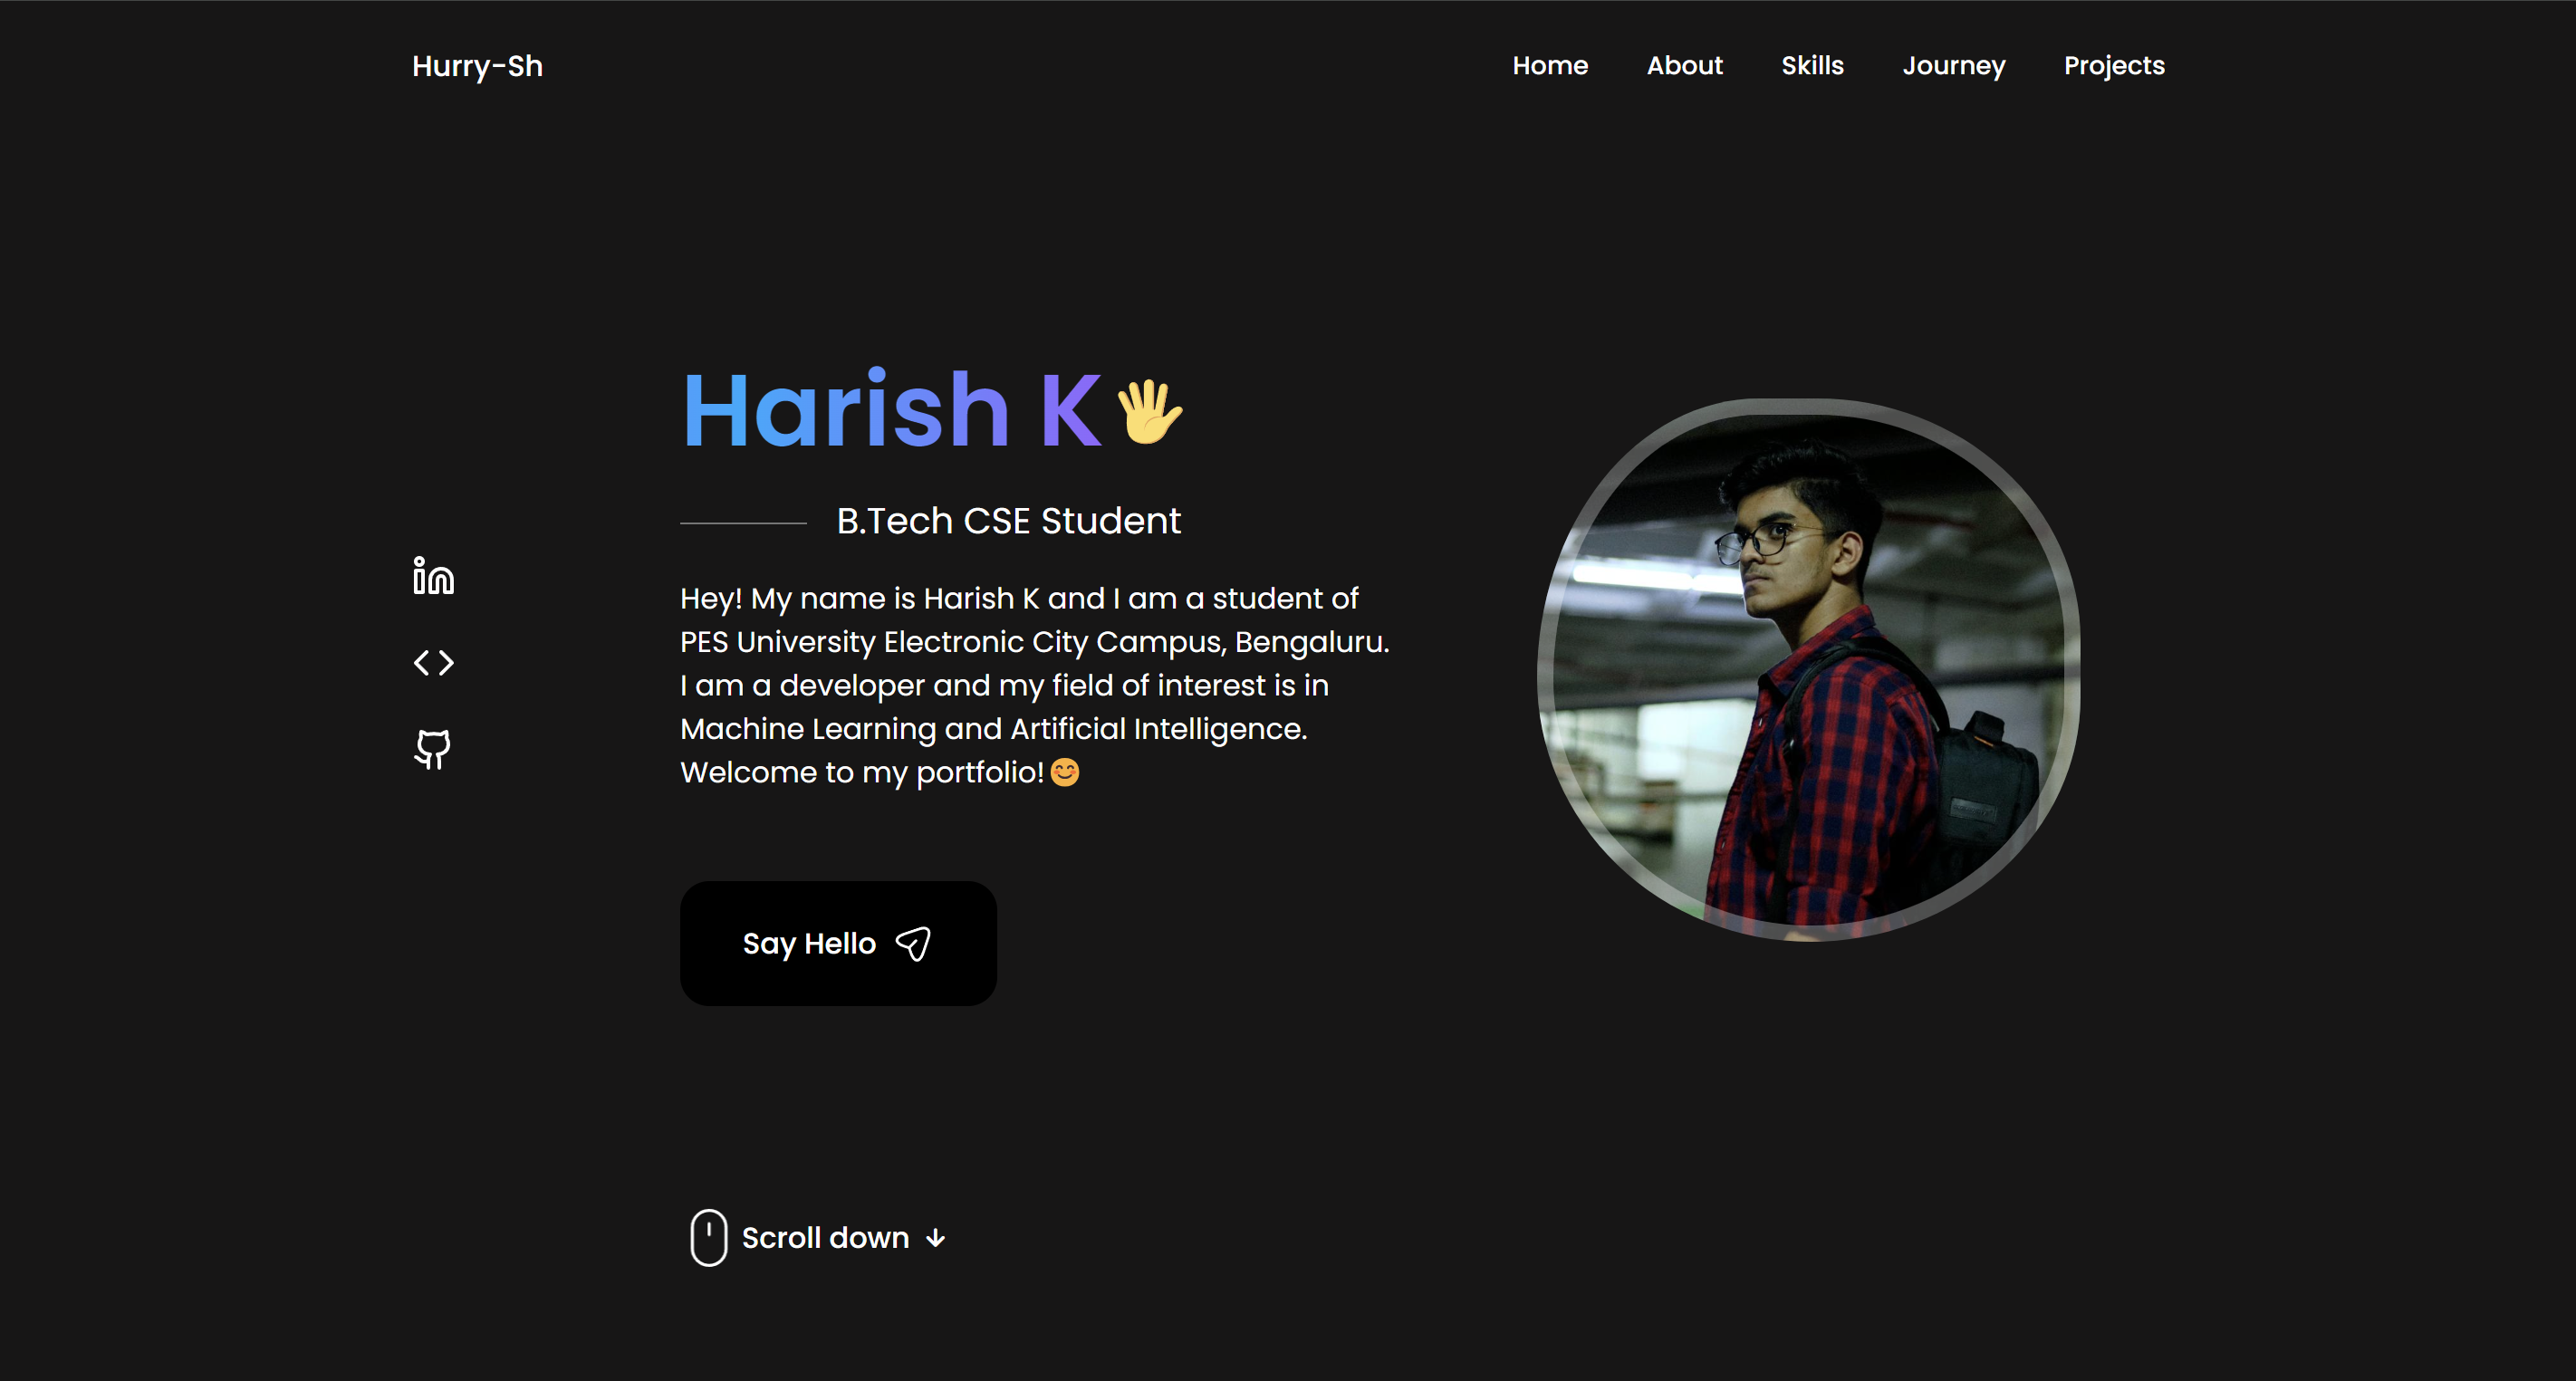 Hurry-Sh
Home About Skills Journey Projects
Harish K🖐
B.Tech CSE Student
Hey! My name is Harish K and I am a student of
PES University Electronic City Campus, Bengaluru.
I am a developer and my field of interest is in
Machine Learning and Artificial Intelligence.
Welcome to my portfolio!😊
Say Hello
Scroll down ↓